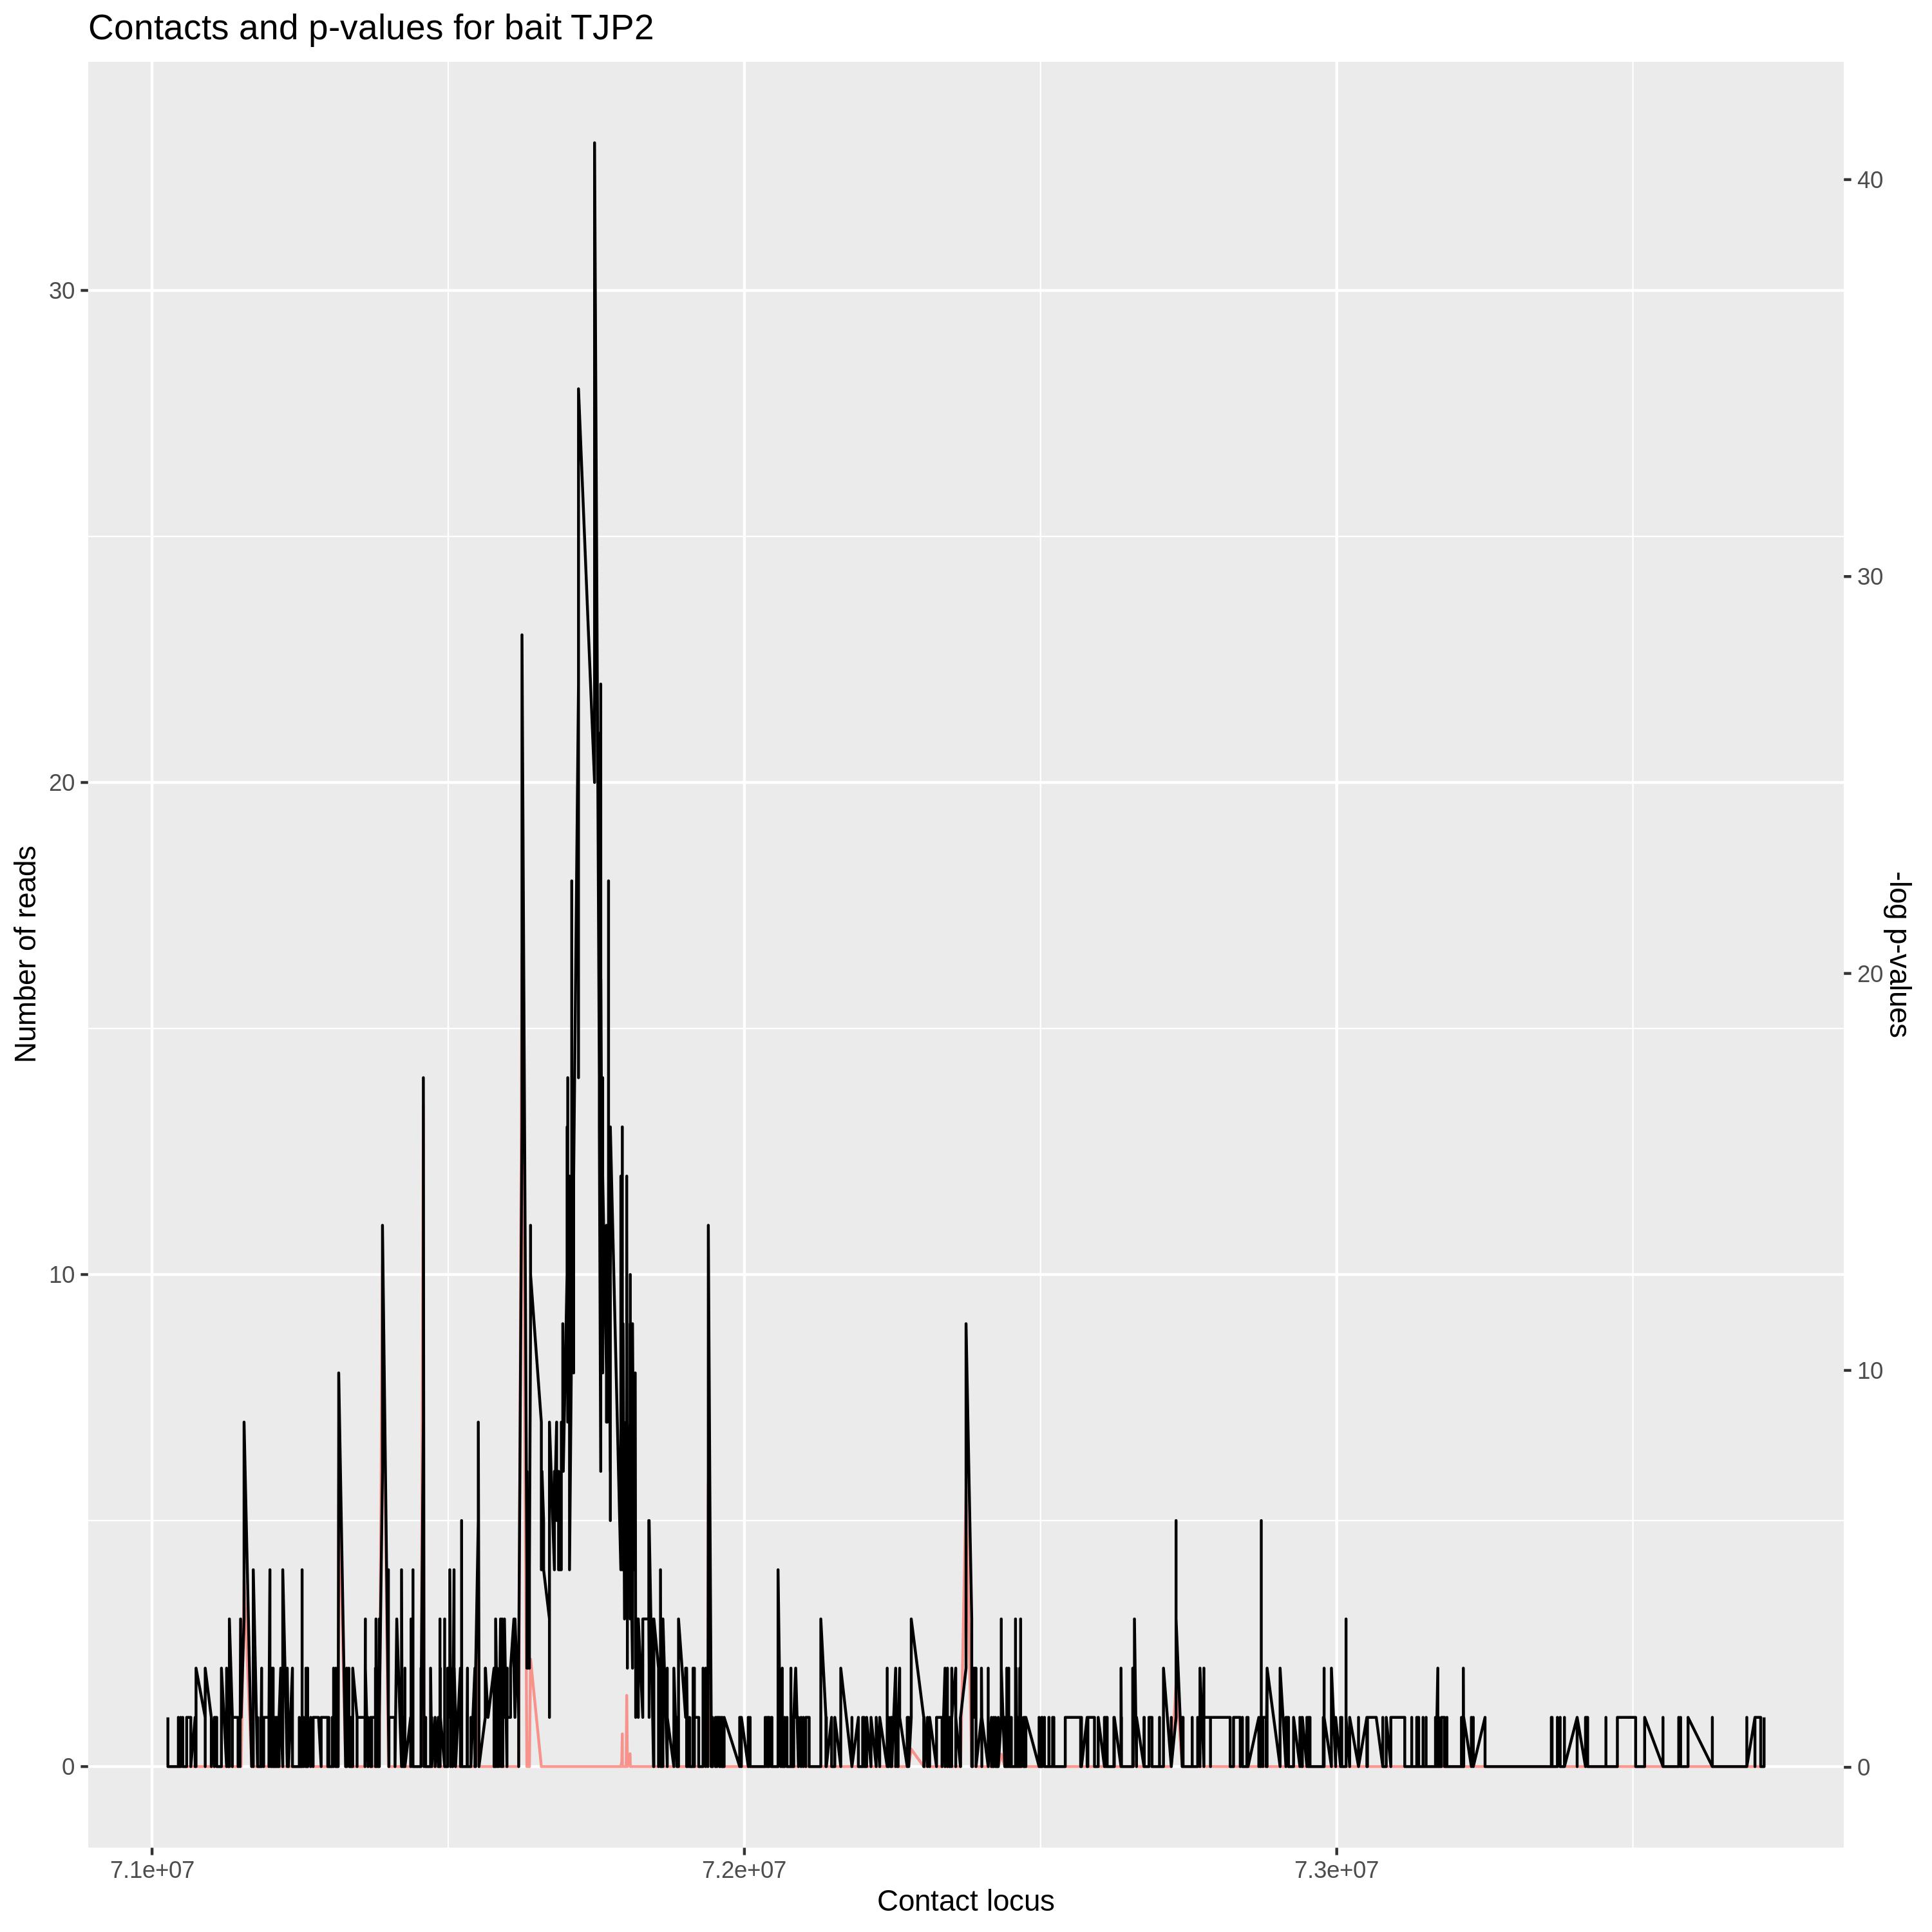 Contacts and p-values for bait TJP2
Number of reads
30
20
10
0
40
30
20
10
0
-log p-values
7.1e+07
7.2e+07
7.3e+07
Contact locus